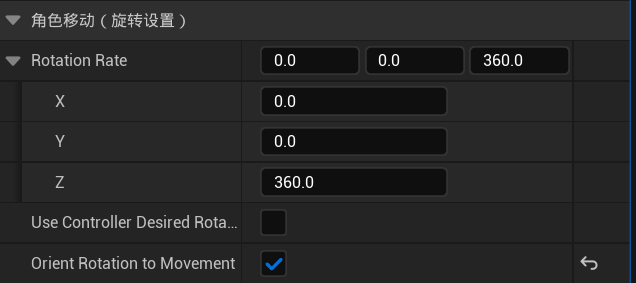 角色移动（旋转设置）
Rotation Rate 0.0 0.0 360.0
X 0.0
Y 0.0
Z 360.0
Use Controller Desired Rota...
Orient Rotation to Movement